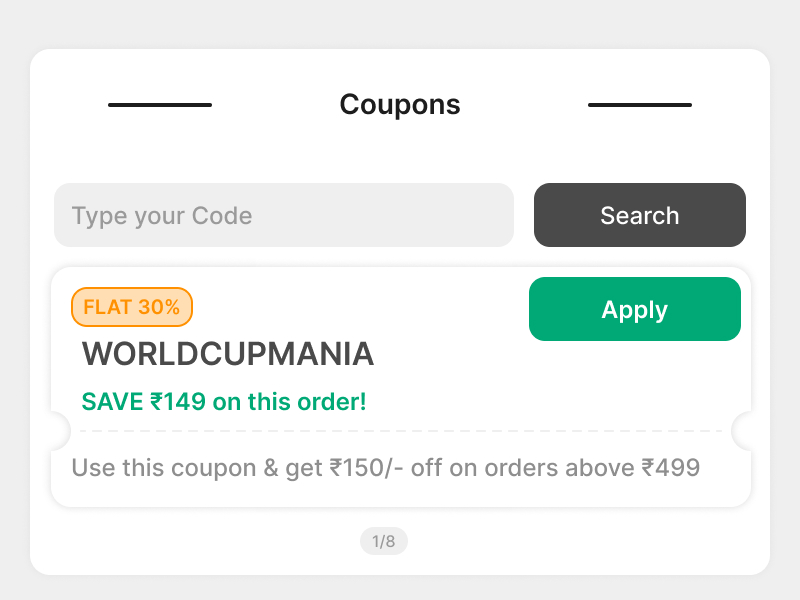 Coupons
Type your Code
Search
FLAT 30%
Apply
WORLDCUPMANIA
SAVE ₹149 on this order!
Use this coupon & get ₹150/- off on orders above ₹499
1/8